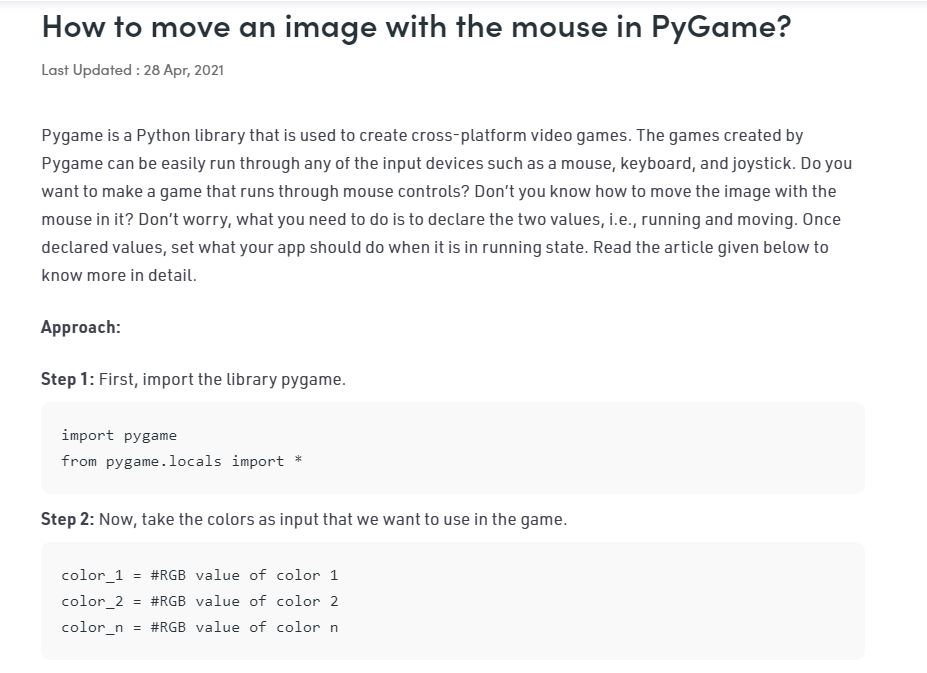 How to move an image with the mouse in PyGame?
Last Updated : 28 Apr, 2021
Pygame is a Python library that is used to create cross-platform video games. The games created by
Pygame can be easily run through any of the input devices such as a mouse, keyboard, and joystick. Do you
want to make a game that runs through mouse controls? Don't you know how to move the image with the
mouse in it? Don't worry, what you need to do is to declare the two values, i.e., running and moving. Once
declared values, set what your app should do when it is in running state. Read the article given below to
know more in detail.
Approach:
Step 1: First, import the library pygame.
import pygame
from pygame.locals import *
Step 2: Now, take the colors as input that we want to use in the game.
color_1 = #RGB value of color 1
color_2 = #RGB value of color 2
color_n = #RGB value of color n